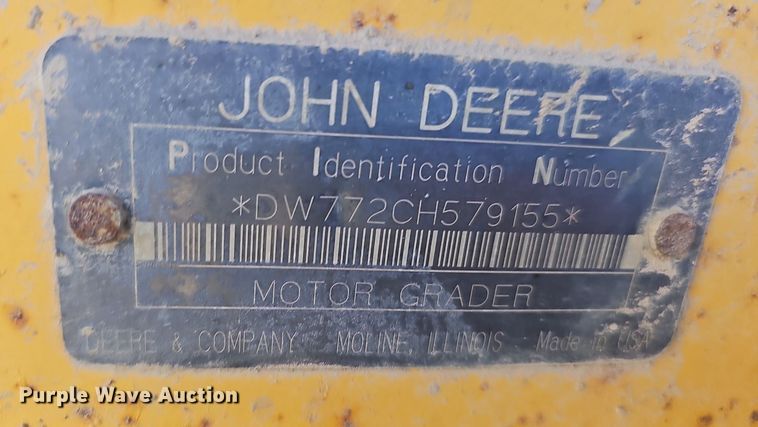 JOHN DEERE
Product Identification Number
*DW772CH579155*
MOTOR GRADER
DEERE & COMPANY MOLINE, ILLINOIS Made in USA
Purple Wave Auction